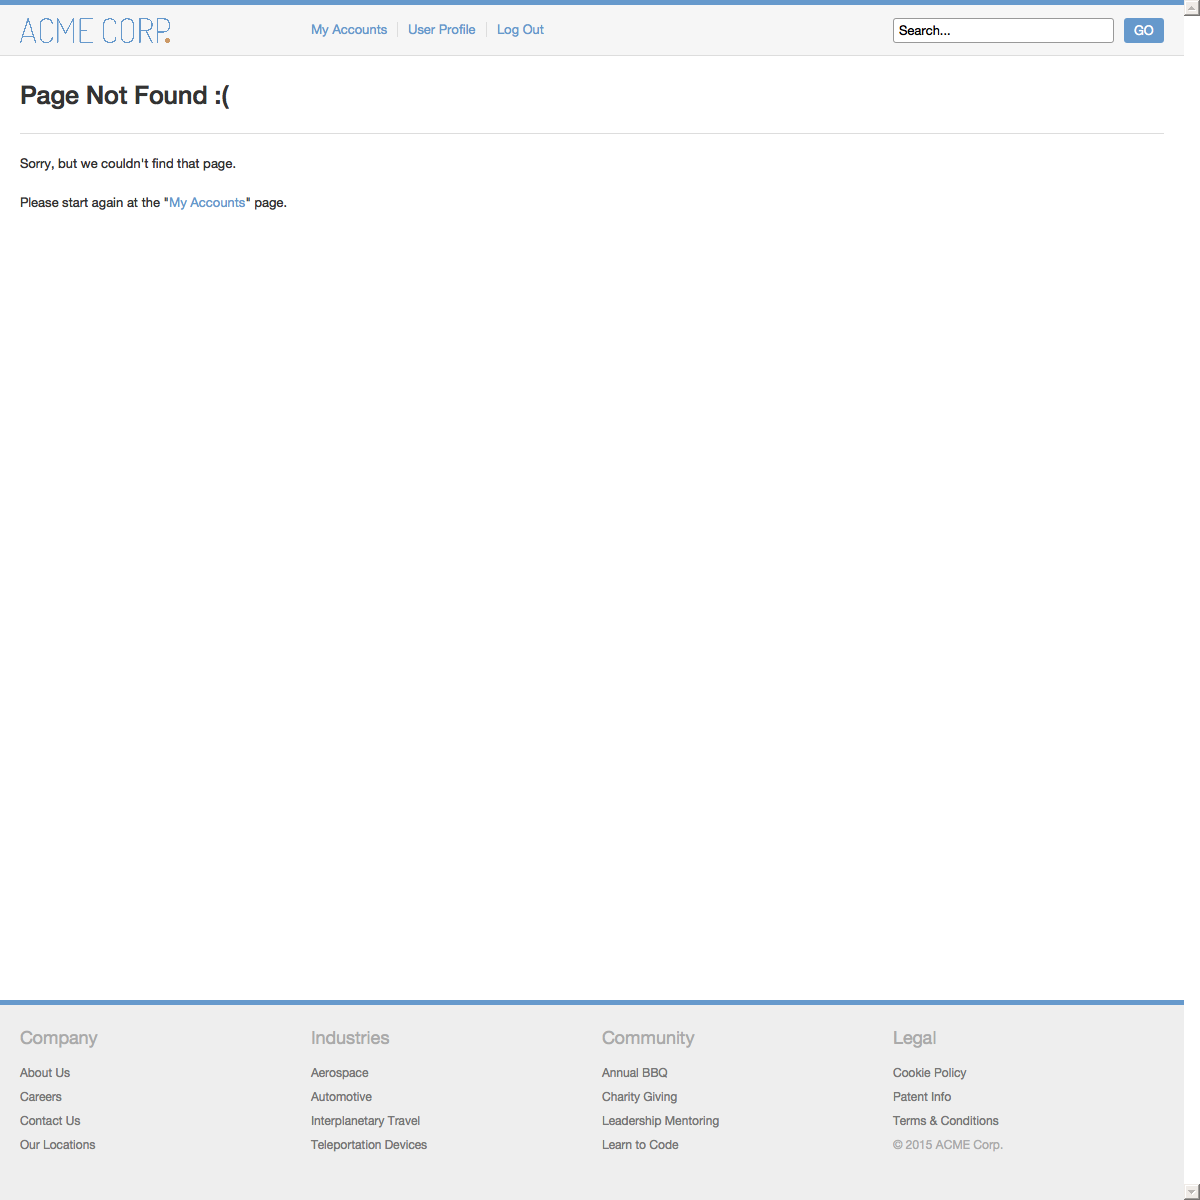 ACME CORP.
My Accounts
User Profile
Log Out
Search...
GO
Page Not Found :(
Sorry, but we couldn't find that page.
Please start again at the "My Accounts" page.
Company
About Us
Careers
Contact Us
Our Locations
Industries
Aerospace
Automotive
Interplanetary Travel
Teleportation Devices
Community
Annual BBQ
Charity Giving
Leadership Mentoring
Learn to Code
Legal
Cookie Policy
Patent Info
Terms & Conditions
© 2015 ACME Corp.